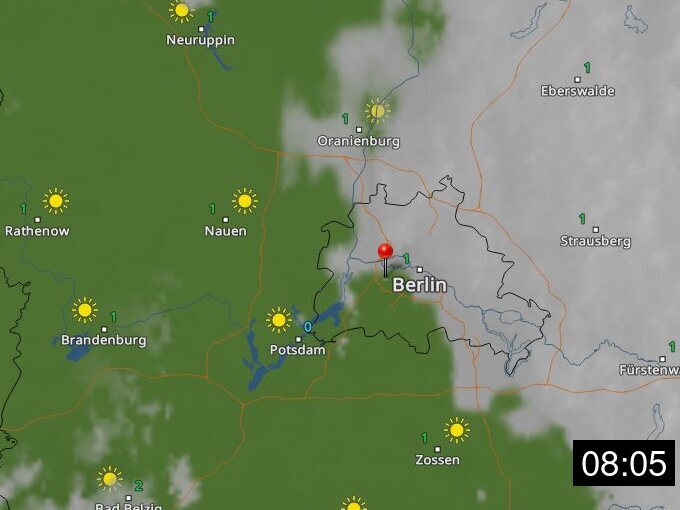 1
Neuruppin
1
Eberswalde
1
Oranienburg
1
Rathenow
1
Nauen
1
Strausberg
1
Berlin
1
Brandenburg
0
Potsdam
1
Fürstenwa
1
Zossen
08:05
2
Bad Belzig